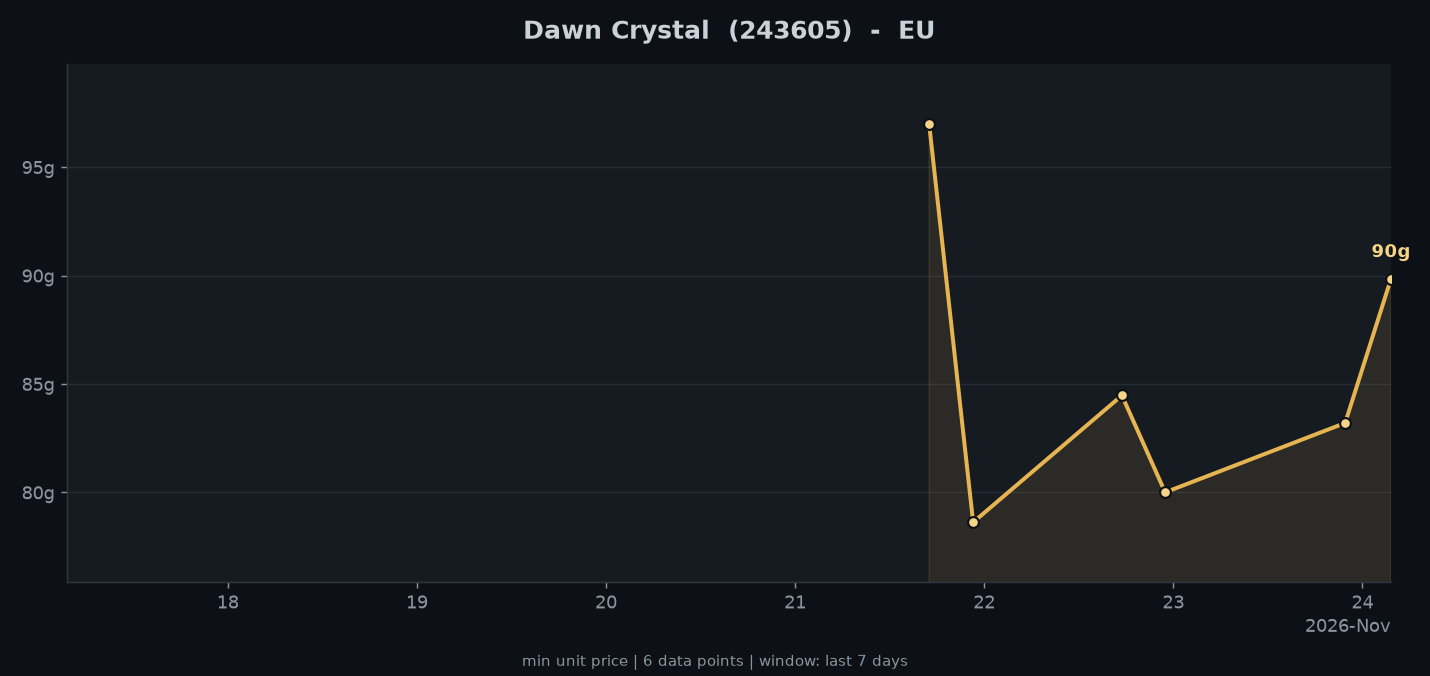 Dawn Crystal  (243605)  -  EU
95g
90g
90g
85g
80g
18 19 20 21 22 23 24
2026-Nov
min unit price | 6 data points | window: last 7 days